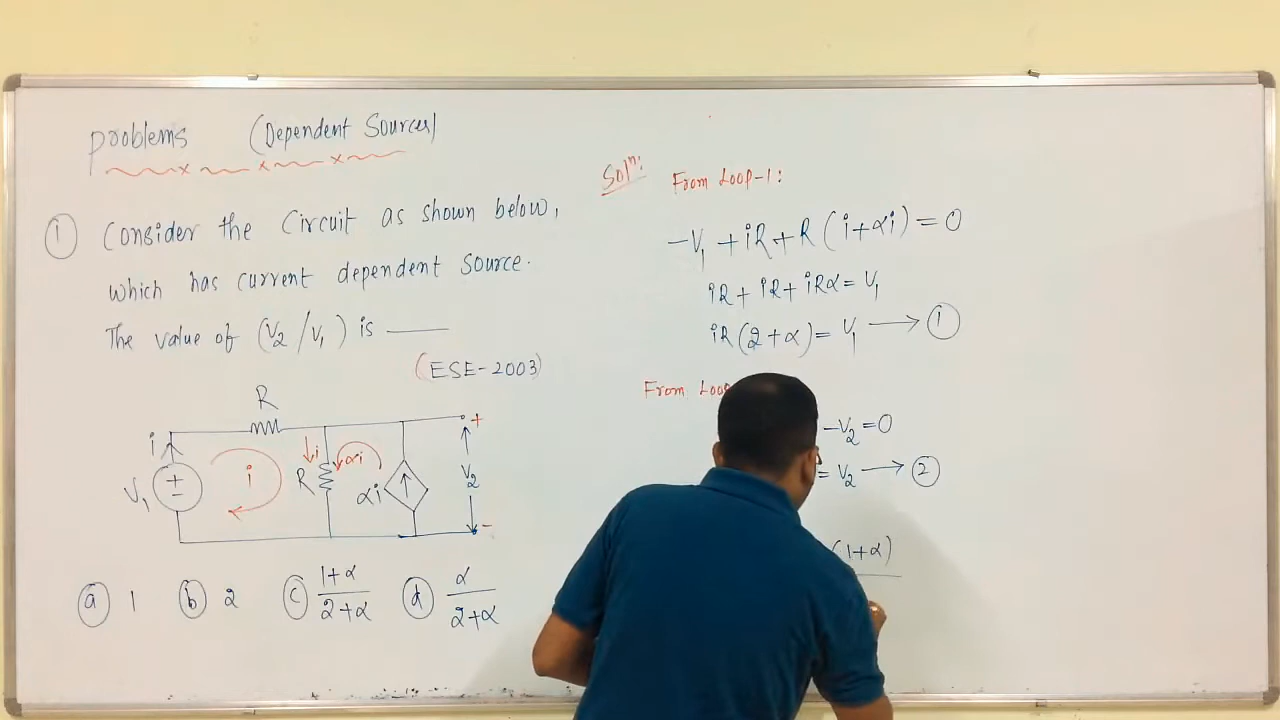 problems (Dependent Sources)
① Consider the Circuit as shown below,
which has current dependent source.
The value of (V₂/V₁) is ___
(ESE-2003)
R
i
V₁
+
-
i
R
i
αi
αi
+
V₂
-
ⓐ 1 ⓑ 2 ⓒ (1+α)/(2+α) ⓓ α/(2+α)
Solⁿ: From Loop-1:
-V₁ + iR + R(i+αi) = 0
iR + iR + iRα = V₁
iR(2+α) = V₁ → ①
From Loop
-V₂ = 0
= V₂ → ②
(1+α)